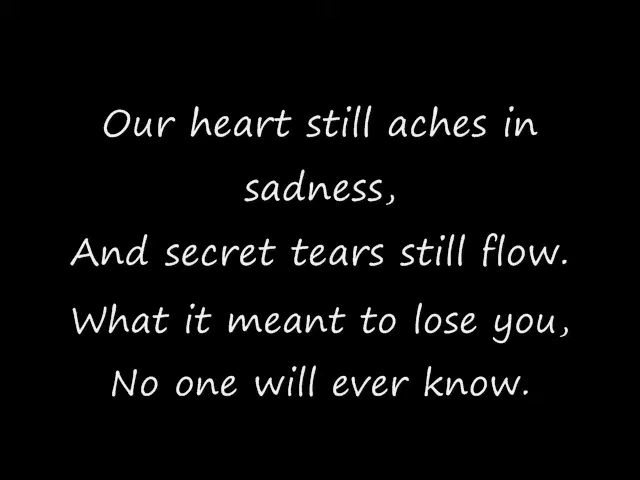 Our heart still aches in
sadness,
And secret tears still flow.
What it meant to lose you,
No one will ever know.